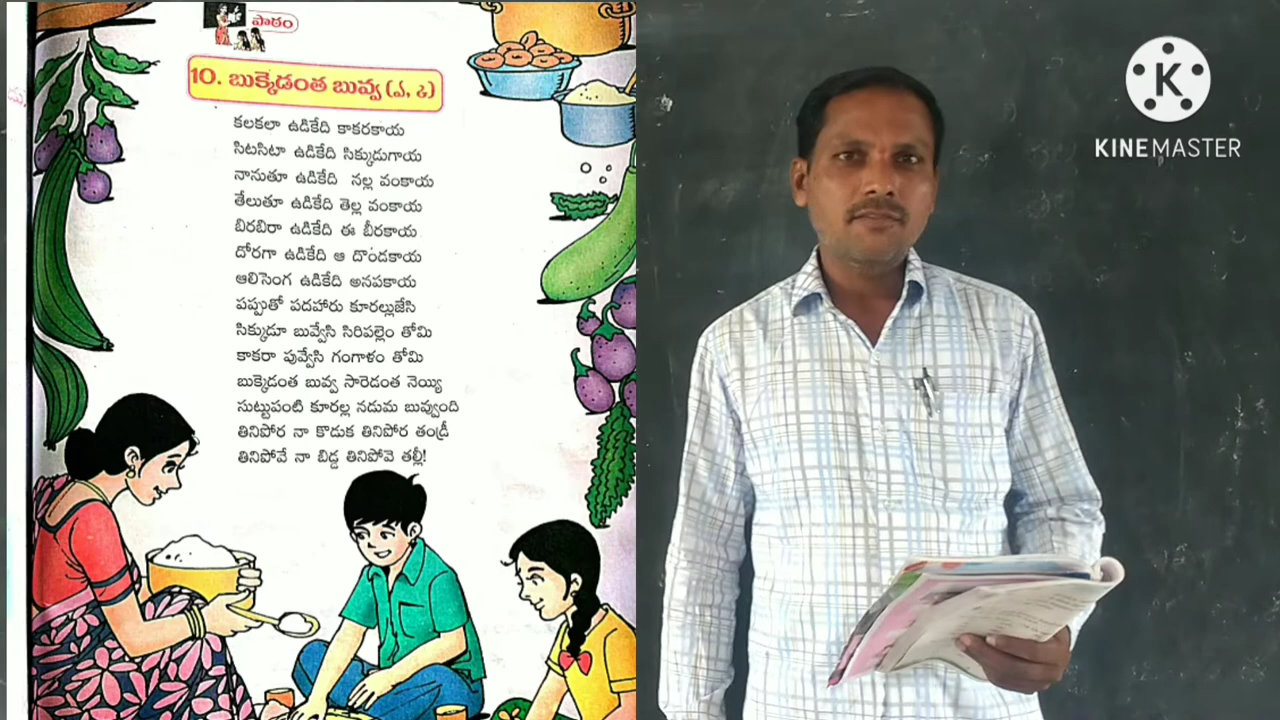 పాఠం
10. బుక్కెడంత బువ్వ (ఎ, ఒ)
కలకలా ఉడికేది కాకరకాయ
సిటసిటా ఉడికేది సిక్కుడుగాయ
నానుతూ ఉడికేది నల్ల వంకాయ
తేలుతూ ఉడికేది తెల్ల వంకాయ
బిరబిరా ఉడికేది ఈ బీరకాయ
దోరగా ఉడికేది ఆ దొండకాయ
ఆలిసెంగ ఉడికేది అనపకాయ
పప్పుతో పదహారు కూరల్లుజేసి
సిక్కుడూ బువ్వేసి సిరిపల్లెం తోమి
కాకరా పువ్వేసి గంగాళం తోమి
బుక్కెడంత బువ్వ సారెడంత నెయ్యి
సుట్టుపంటి కూరల్ల నడుమ బువ్వుంది
తినిపోర నా కొడుక తినిపోర తండ్రీ
తినిపోవే నా బిడ్డ తినిపోవె తల్లీ!
K
KINEMASTER